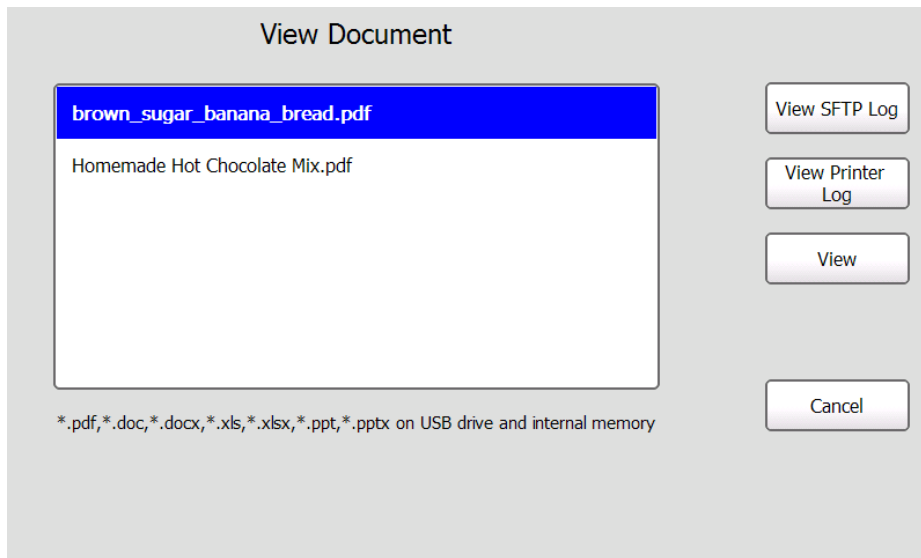 View Document
brown_sugar_banana_bread.pdf
Homemade Hot Chocolate Mix.pdf
*.pdf,*.doc,*.docx,*.xls,*.xlsx,*.ppt,*.pptx on USB drive and internal memory
View SFTP Log
View Printer
Log
View
Cancel